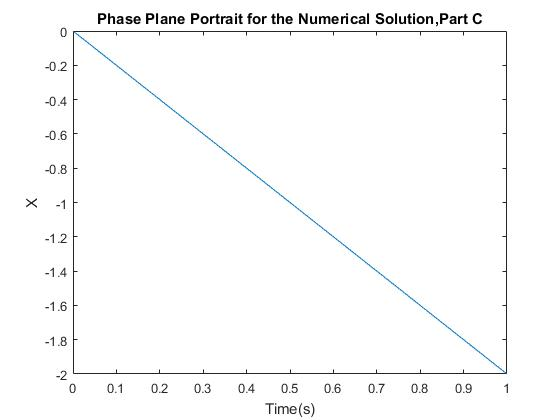 Phase Plane Portrait for the Numerical Solution,Part C
0
-0.2
-0.4
-0.6
-0.8
-1
-1.2
-1.4
-1.6
-1.8
-2
X
0 0.1 0.2 0.3 0.4 0.5 0.6 0.7 0.8 0.9 1
Time(s)